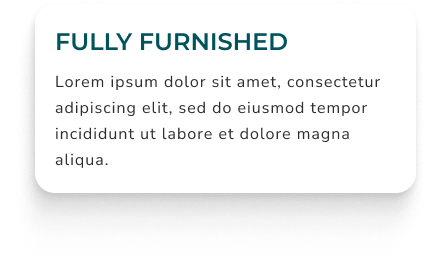 FULLY FURNISHED
Lorem ipsum dolor sit amet, consectetur
adipiscing elit, sed do eiusmod tempor
incididunt ut labore et dolore magna
aliqua.